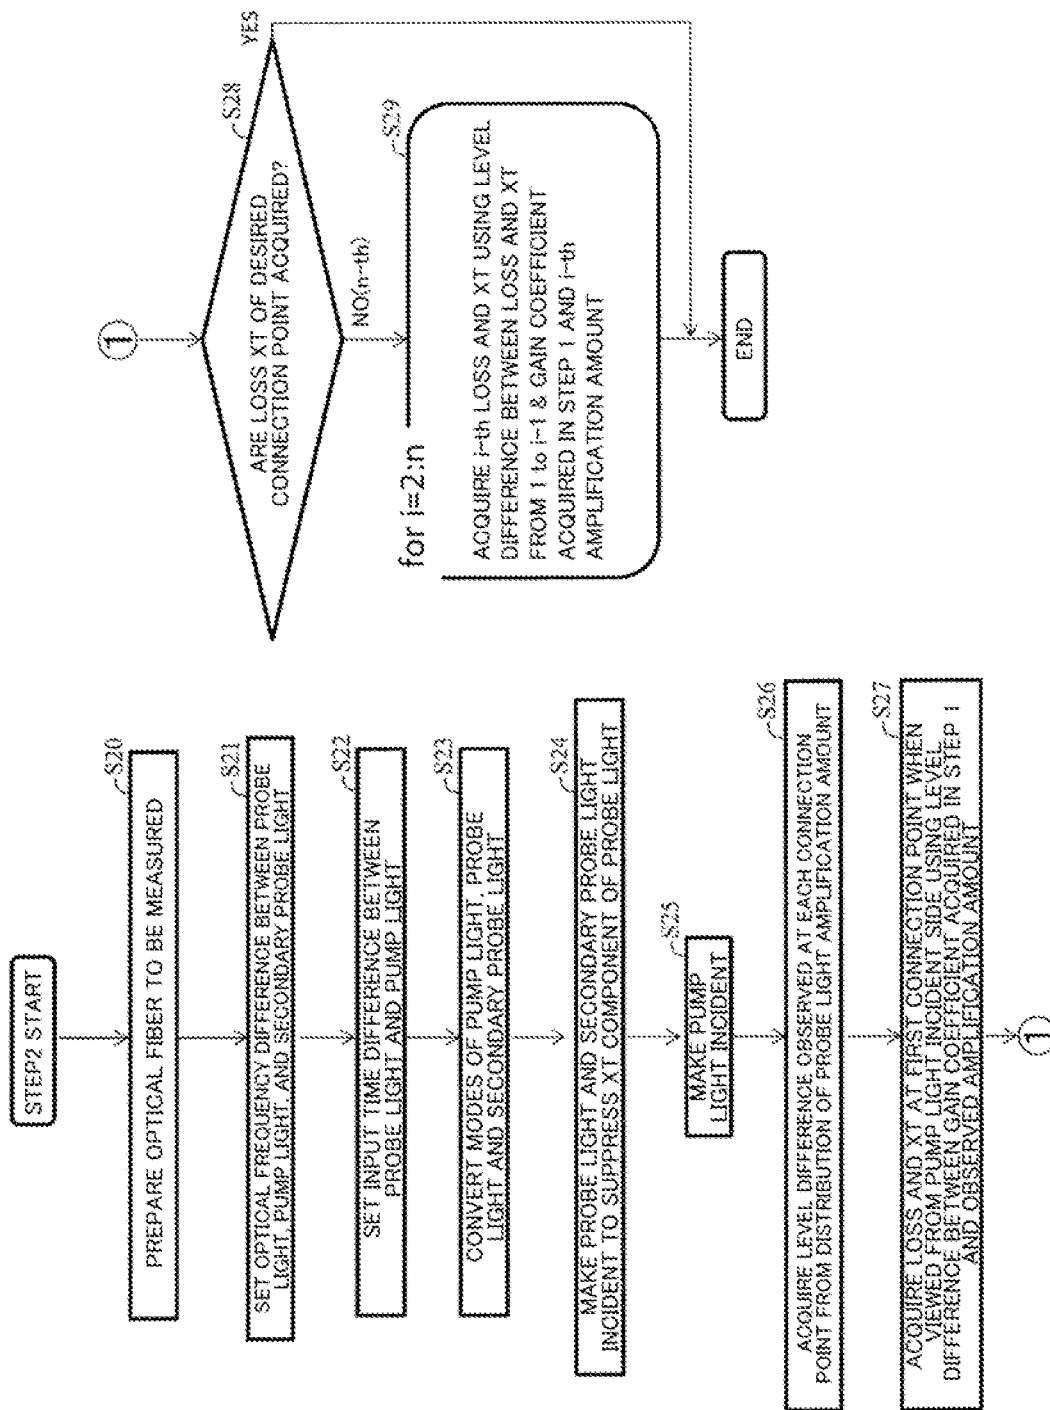 STEP2 START
S20
PREPARE OPTICAL FIBER TO BE MEASURED
S21
SET OPTICAL FREQUENCY DIFFERENCE BETWEEN PROBE
LIGHT, PUMP LIGHT, AND SECONDARY PROBE LIGHT
S22
SET INPUT TIME DIFFERENCE BETWEEN
PROBE LIGHT AND PUMP LIGHT
S23
CONVERT MODES OF PUMP LIGHT, PROBE
LIGHT AND SECONDARY PROBE LIGHT
S24
MAKE PROBE LIGHT AND SECONDARY PROBE LIGHT
INCIDENT TO SUPPRESS XT COMPONENT OF PROBE LIGHT
S25
MAKE PUMP
LIGHT INCIDENT
S26
ACQUIRE LEVEL DIFFERENCE OBSERVED AT EACH CONNECTION
POINT FROM DISTRIBUTION OF PROBE LIGHT AMPLIFICATION AMOUNT
S27
ACQUIRE LOSS AND XT AT FIRST CONNECTION POINT WHEN
VIEWED FROM PUMP LIGHT INCIDENT SIDE USING LEVEL
DIFFERENCE BETWEEN GAIN COEFFICIENT ACQUIRED IN STEP 1
AND OBSERVED AMPLIFICATION AMOUNT
1
1
S28
ARE LOSS XT OF DESIRED
CONNECTION POINT ACQUIRED?
YES
NO(n-th)
S29
for i=2:n
ACQUIRE i-th LOSS AND XT USING LEVEL
DIFFERENCE BETWEEN LOSS AND XT
FROM 1 to i-1 & GAIN COEFFICIENT
ACQUIRED IN STEP 1 AND i-th
AMPLIFICATION AMOUNT
END